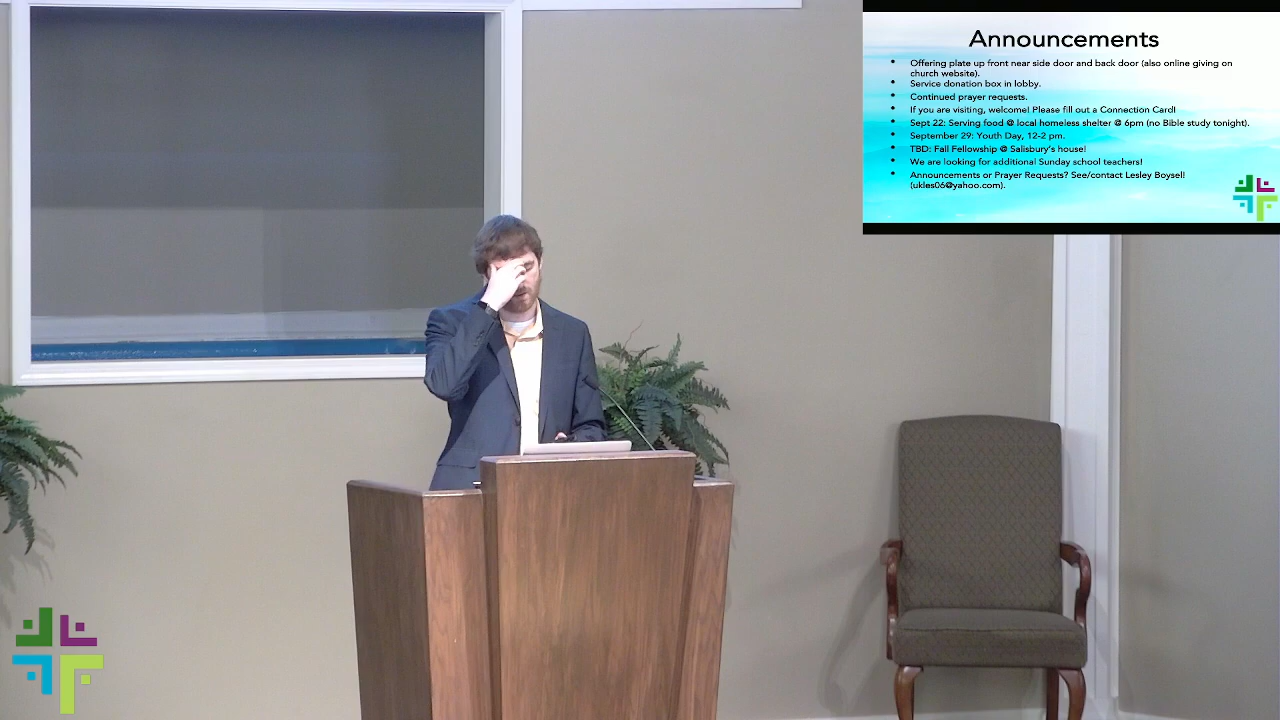 Announcements
• Offering plate up front near side door and back door (also online giving on
church website).
• Service donation box in lobby.
• Continued prayer requests.
• If you are visiting, welcome! Please fill out a Connection Card!
• Sept 22: Serving food @ local homeless shelter @ 6pm (no Bible study tonight).
• September 29: Youth Day, 12-2 pm.
• TBD: Fall Fellowship @ Salisbury's house!
• We are looking for additional Sunday school teachers!
• Announcements or Prayer Requests? See/contact Lesley Boysel!
(ukles06@yahoo.com).